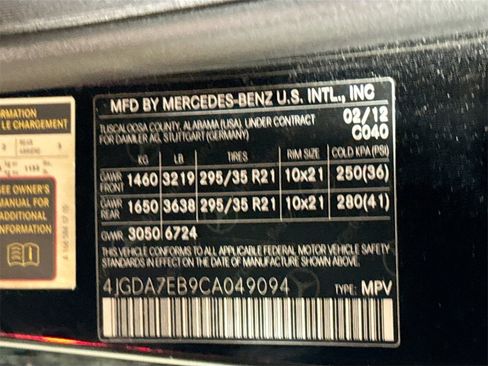 MFD BY MERCEDES-BENZ U.S. INTL., INC
TUSCALOOSA COUNTY, ALABAMA (USA), UNDER CONTRACT
FOR DAIMLER AG, STUTTGART (GERMANY)
02/12
C040
KG LB TIRES RIM SIZE COLD KPA (PSI)
GAWR FRONT 1460 3219 295/35 R21 10x21 250(36)
GAWR REAR 1650 3638 295/35 R21 10x21 280(41)
GVWR 3050 6724
THIS VEHICLE CONFORMS TO ALL APPLICABLE FEDERAL MOTOR VEHICLE SAFETY
STANDARDS IN EFFECT ON THE DATE OF MANUFACTURE SHOWN ABOVE.
4JGDA7EB9CA049094
TYPE: MPV
ORMATION
LE CHARGEMENT
REAR
SEE OWNER'S
MANUAL FOR
ADDITIONAL
INFORMATION